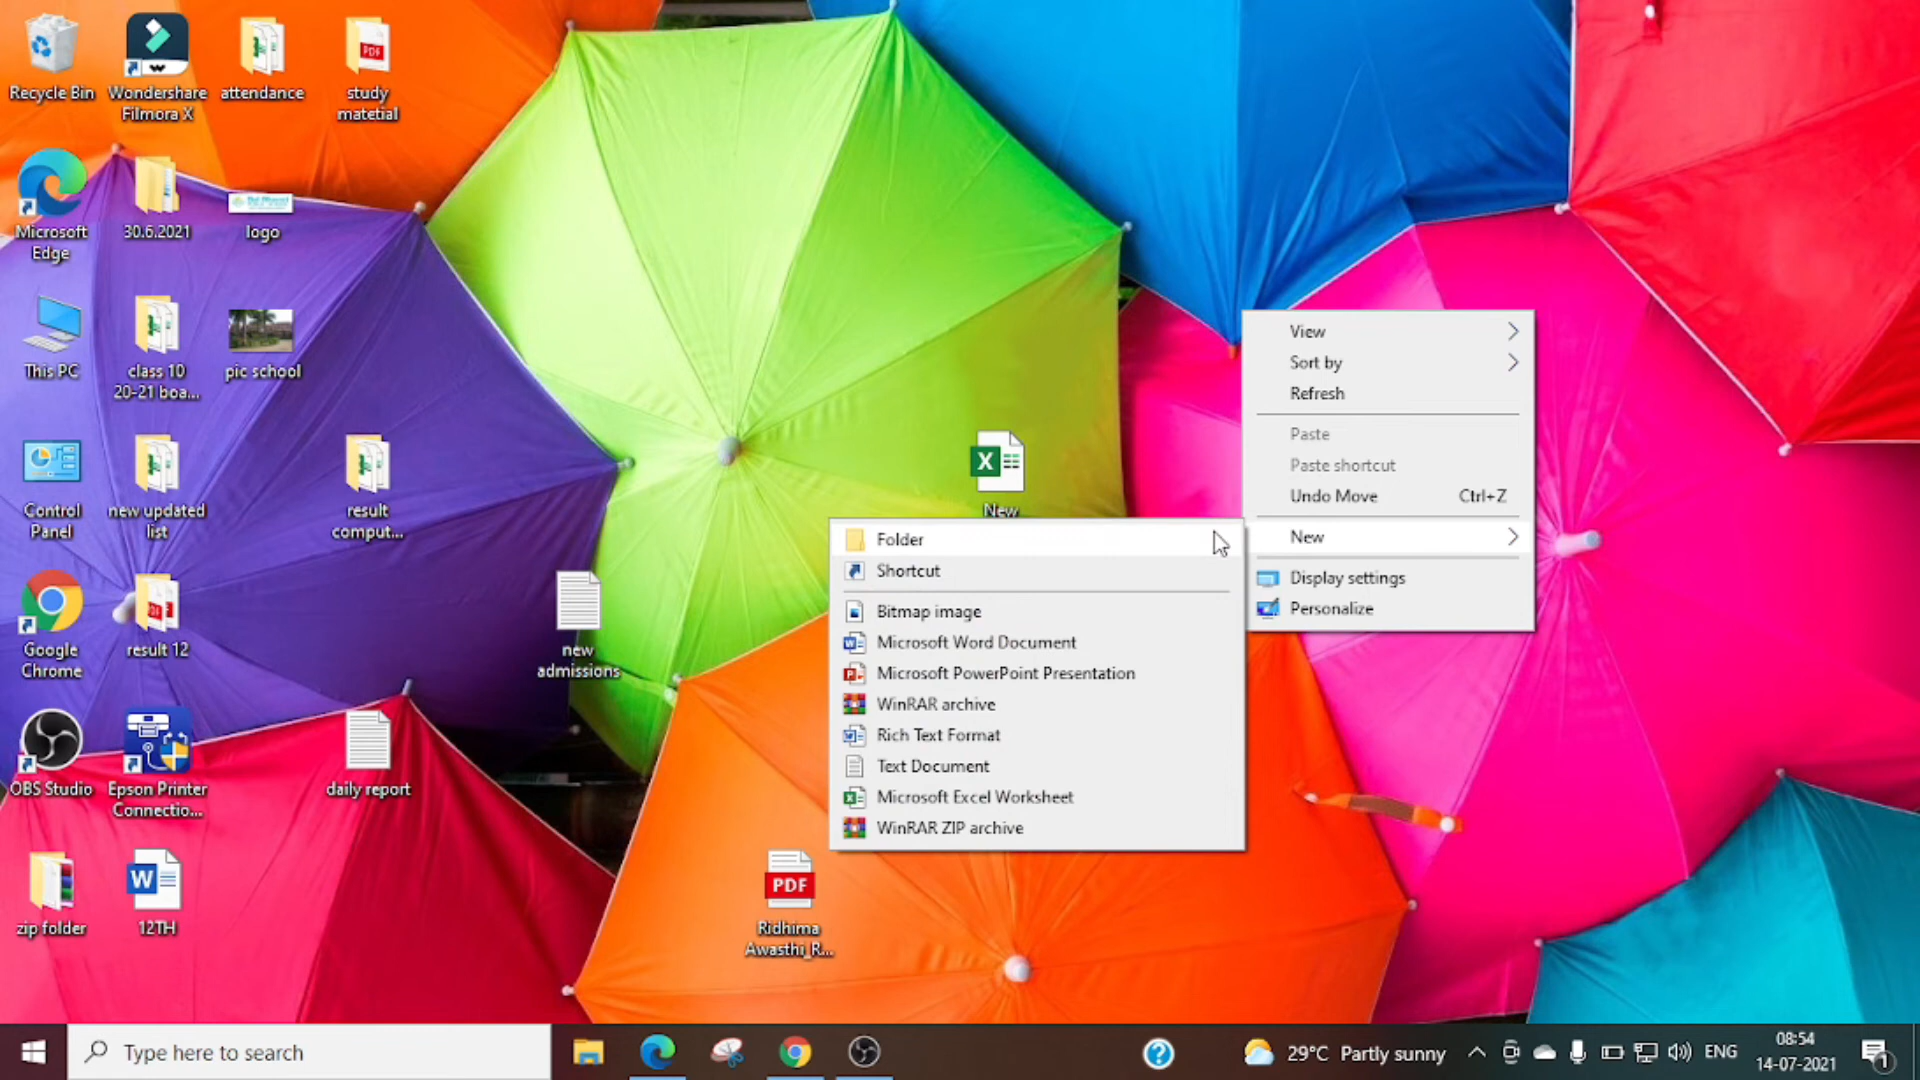 Recycle Bin
Wondershare
Filmora X
attendance
study
matetial
Microsoft
Edge
30.6.2021
logo
This PC
class 10
20-21 boa...
pic school
Control
Panel
new updated
list
result
comput...
New
Google
Chrome
result 12
new
admissions
OBS Studio
Epson Printer
Connectio...
daily report
zip folder
W
12TH
PDF
Ridhima
Awasthi_R...
View
Sort by
Refresh
Paste
Paste shortcut
Undo Move Ctrl+Z
New
Display settings
Personalize
Folder
Shortcut
Bitmap image
Microsoft Word Document
Microsoft PowerPoint Presentation
WinRAR archive
Rich Text Format
Text Document
Microsoft Excel Worksheet
WinRAR ZIP archive
Type here to search
29°C Partly sunny
ENG
08:54
14-07-2021
1